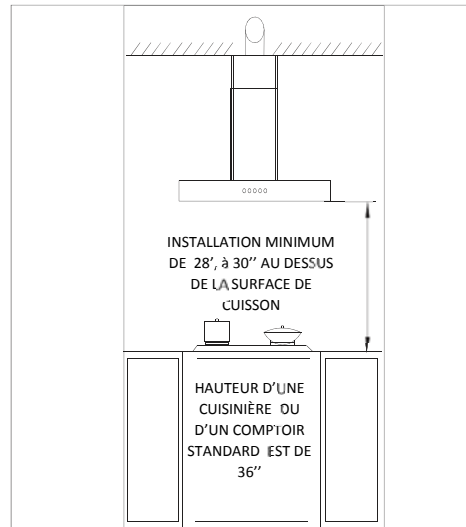 INSTALLATION MINIMUM
DE 28’, à 30’’ AU DESSUS
DE LA SURFACE DE
CUISSON
HAUTEUR D’UNE
CUISINIÈRE OU
D’UN COMPTOIR
STANDARD EST DE
36’’